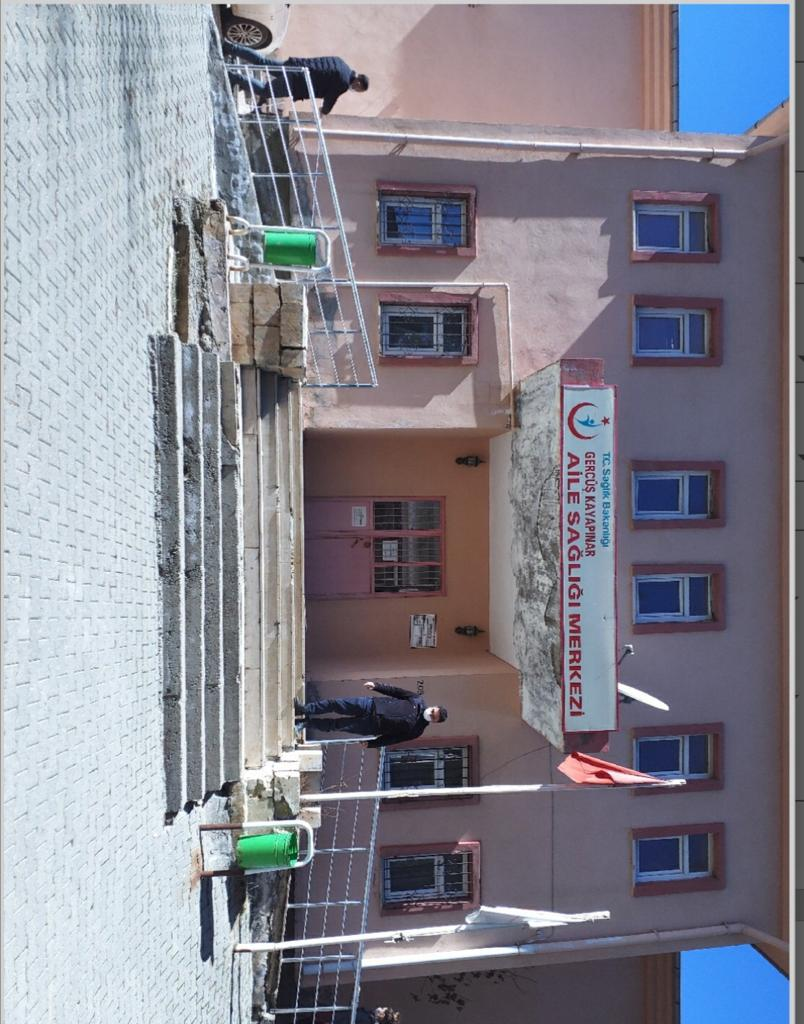 T.C. Sağlık Bakanlığı
GERCÜŞ KAYAPINAR
AİLE SAĞLIĞI MERKEZİ